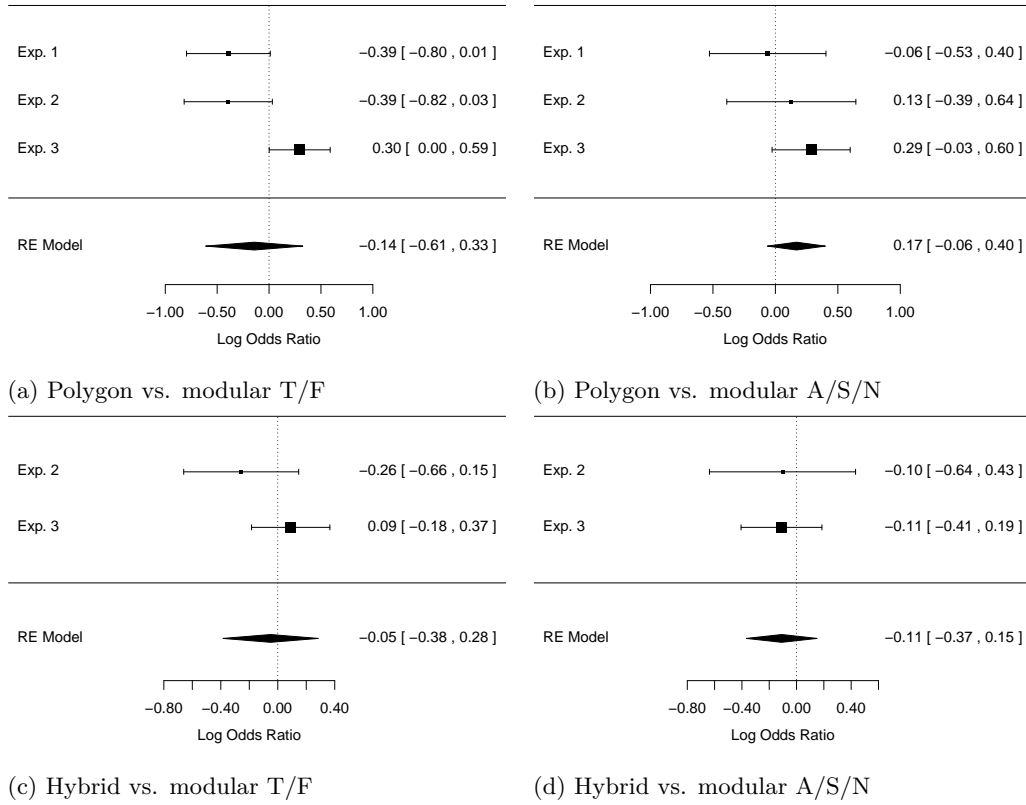 Exp. 1 −0.39 [ −0.80 , 0.01 ]
Exp. 2 −0.39 [ −0.82 , 0.03 ]
Exp. 3 0.30 [ 0.00 , 0.59 ]
RE Model −0.14 [ −0.61 , 0.33 ]
−1.00 −0.50 0.00 0.50 1.00
Log Odds Ratio
(a) Polygon vs. modular T/F
Exp. 1 −0.06 [ −0.53 , 0.40 ]
Exp. 2 0.13 [ −0.39 , 0.64 ]
Exp. 3 0.29 [ −0.03 , 0.60 ]
RE Model 0.17 [ −0.06 , 0.40 ]
−1.00 −0.50 0.00 0.50 1.00
Log Odds Ratio
(b) Polygon vs. modular A/S/N
Exp. 2 −0.26 [ −0.66 , 0.15 ]
Exp. 3 0.09 [ −0.18 , 0.37 ]
RE Model −0.05 [ −0.38 , 0.28 ]
−0.80 −0.40 0.00 0.40
Log Odds Ratio
(c) Hybrid vs. modular T/F
Exp. 2 −0.10 [ −0.64 , 0.43 ]
Exp. 3 −0.11 [ −0.41 , 0.19 ]
RE Model −0.11 [ −0.37 , 0.15 ]
−0.80 −0.40 0.00 0.40
Log Odds Ratio
(d) Hybrid vs. modular A/S/N